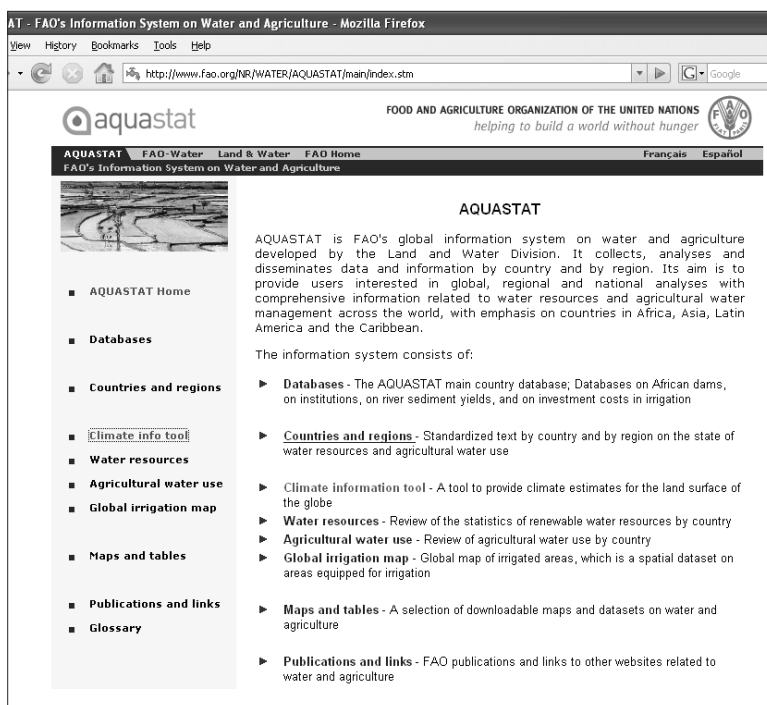 AT - FAO's Information System on Water and Agriculture - Mozilla Firefox
View History Bookmarks Tools Help
http://www.fao.org/NR/WATER/AQUASTAT/main/index.stm
G Google
aquastat
FOOD AND AGRICULTURE ORGANIZATION OF THE UNITED NATIONS
helping to build a world without hunger
FAO
FIAT PANIS
AQUASTAT FAO-Water Land & Water FAO Home Français Español
FAO's Information System on Water and Agriculture
AQUASTAT Home
Databases
Countries and regions
Climate info tool
Water resources
Agricultural water use
Global irrigation map
Maps and tables
Publications and links
Glossary
AQUASTAT
AQUASTAT is FAO's global information system on water and agriculture
developed by the Land and Water Division. It collects, analyses and
disseminates data and information by country and by region. Its aim is to
provide users interested in global, regional and national analyses with
comprehensive information related to water resources and agricultural water
management across the world, with emphasis on countries in Africa, Asia, Latin
America and the Caribbean.
The information system consists of:
Databases - The AQUASTAT main country database; Databases on African dams,
on institutions, on river sediment yields, and on investment costs in irrigation
Countries and regions - Standardized text by country and by region on the state of
water resources and agricultural water use
Climate information tool - A tool to provide climate estimates for the land surface of
the globe
Water resources - Review of the statistics of renewable water resources by country
Agricultural water use - Review of agricultural water use by country
Global irrigation map - Global map of irrigated areas, which is a spatial dataset on
areas equipped for irrigation
Maps and tables - A selection of downloadable maps and datasets on water and
agriculture
Publications and links - FAO publications and links to other websites related to
water and agriculture